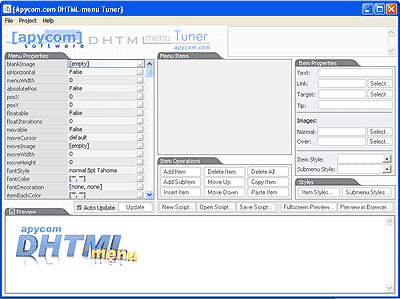 [Apycom.com DHTML-menu Tuner]
File Project Help
[apycom]
software
DHTML menu Tuner
apycom.com
Menu Properties
blankImage [empty]
isHorizontal False
menuWidth 0
absolutePos False
posX 0
posY 0
floatable False
floatIterations 0
movable False
moveCursor default
moveImage [empty]
moveWidth 0
moveHeight 0
fontStyle normal 8pt Tahoma
fontColor ["", ""]
fontDecoration [none, none]
itemBackColor ["", ""]
Auto Update Update
Menu Items
Item Operations
Add Item Delete Item Delete All
Add SubItem Move Up Copy Item
Insert Item Move Down Paste Item
New Script... Open Script... Save Script... Fullscreen Preview... Preview in Browser...
Item Properties
Text:
Link: Select...
Target: Select...
Tip:
Images:
Normal: Select...
Over: Select...
Item Style:
Submenu Style:
Styles
Item Styles... Submenu Styles...
Preview
apycom
DHTML
menu